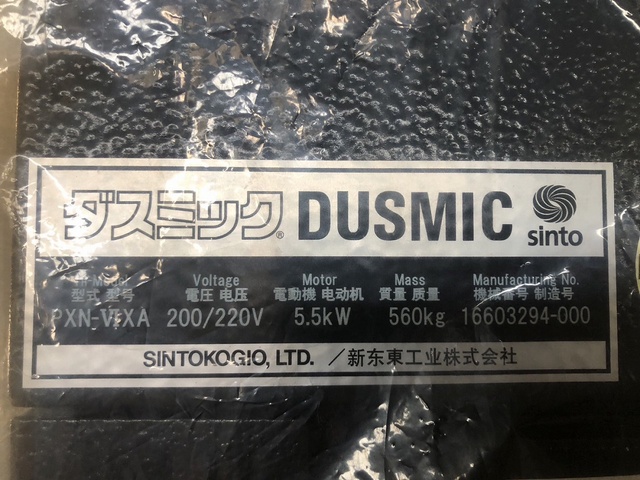 ダスミック® DUSMIC sinto
Model Voltage Motor Mass Manufacturing No.
型式 型号 電圧 电压 電動機 电动机 質量 质量 機械番号 制造号
200/220V 5.5kW 560kg 16603294-000
SINTOKOGIO, LTD. /新东東工业株式会社